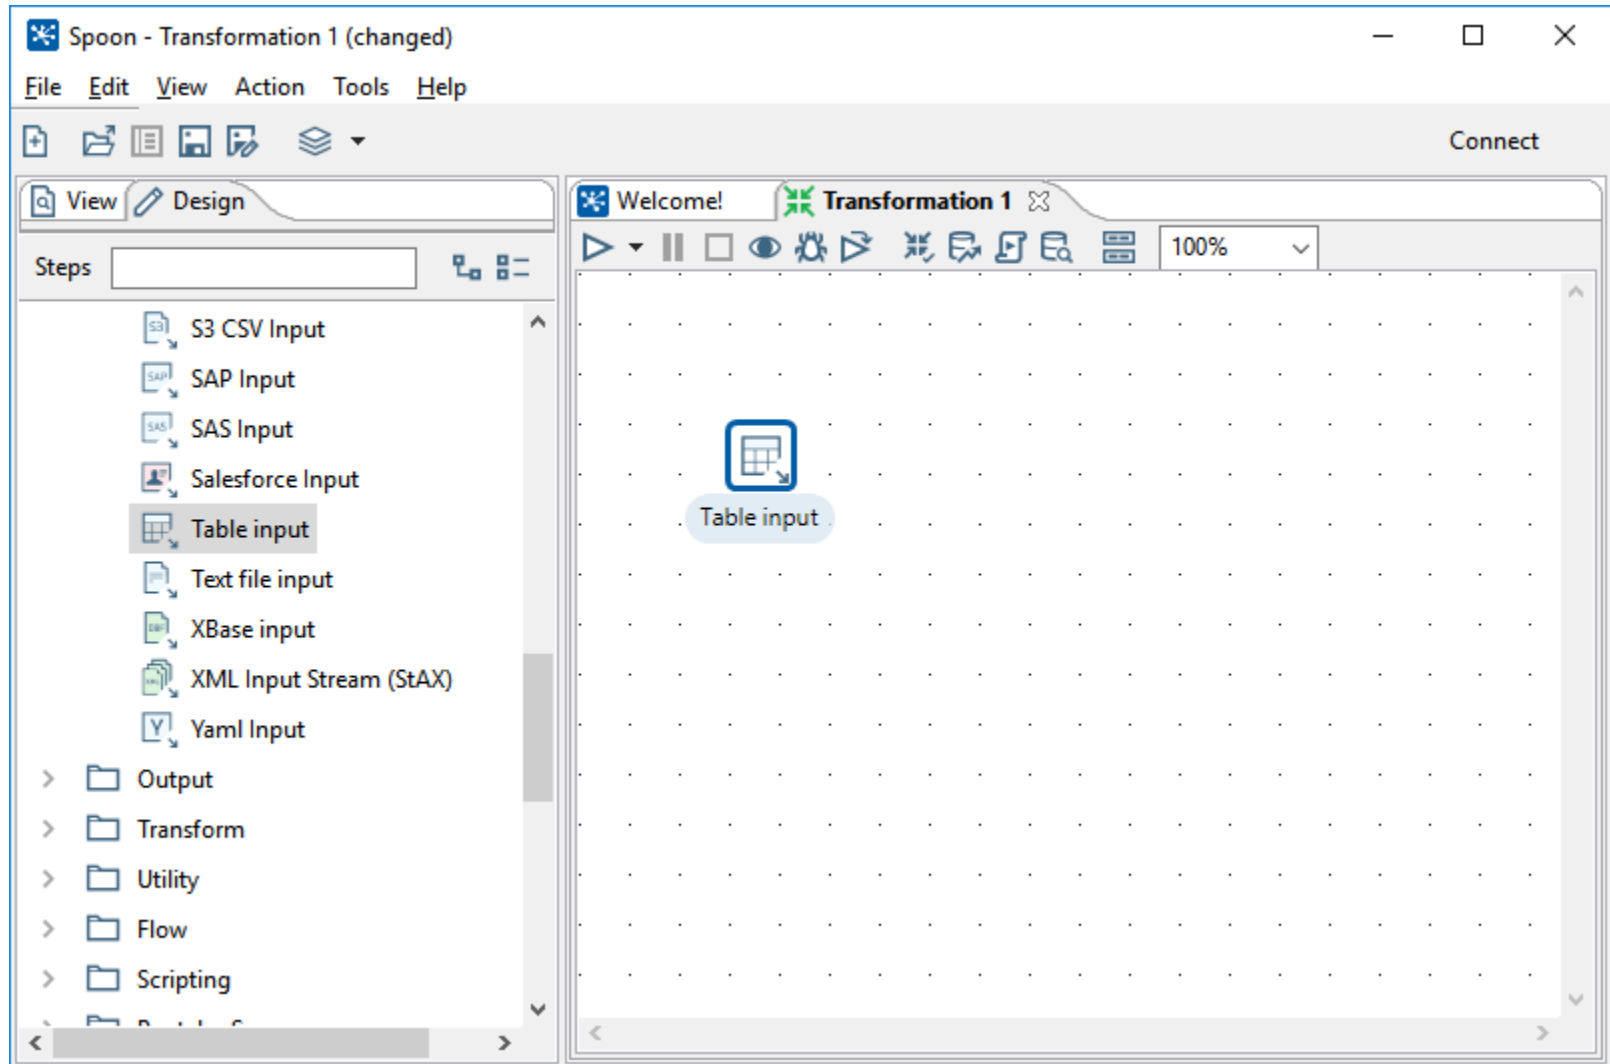 Spoon - Transformation 1 (changed)
File Edit View Action Tools Help
Connect
View Design
Welcome! Transformation 1
Steps
100%
S3 CSV Input
SAP Input
SAS Input
Salesforce Input
Table input
Text file input
XBase input
XML Input Stream (StAX)
Yaml Input
Output
Transform
Utility
Flow
Scripting
Table input